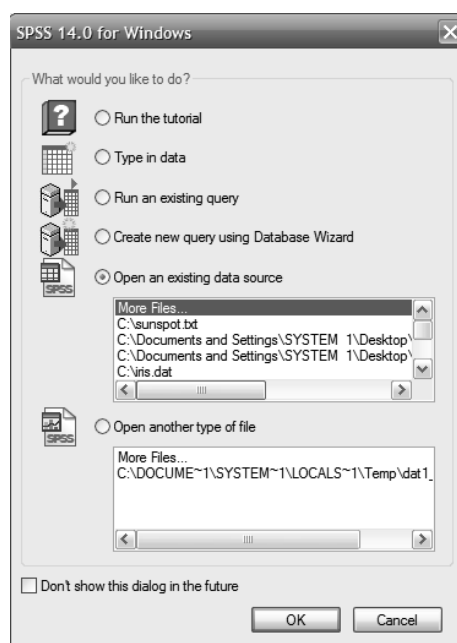 SPSS 14.0 for Windows
What would you like to do?
Run the tutorial
Type in data
Run an existing query
Create new query using Database Wizard
Open an existing data source
More Files...
C:\sunspot.txt
C:\Documents and Settings\SYSTEM 1\Desktop\
C:\Documents and Settings\SYSTEM 1\Desktop\
C:\iris.dat
Open another type of file
More Files...
C:\DOCUME~1\SYSTEM~1\LOCALS~1\Temp\dat1_
Don't show this dialog in the future
OK Cancel
SPSS
SPSS